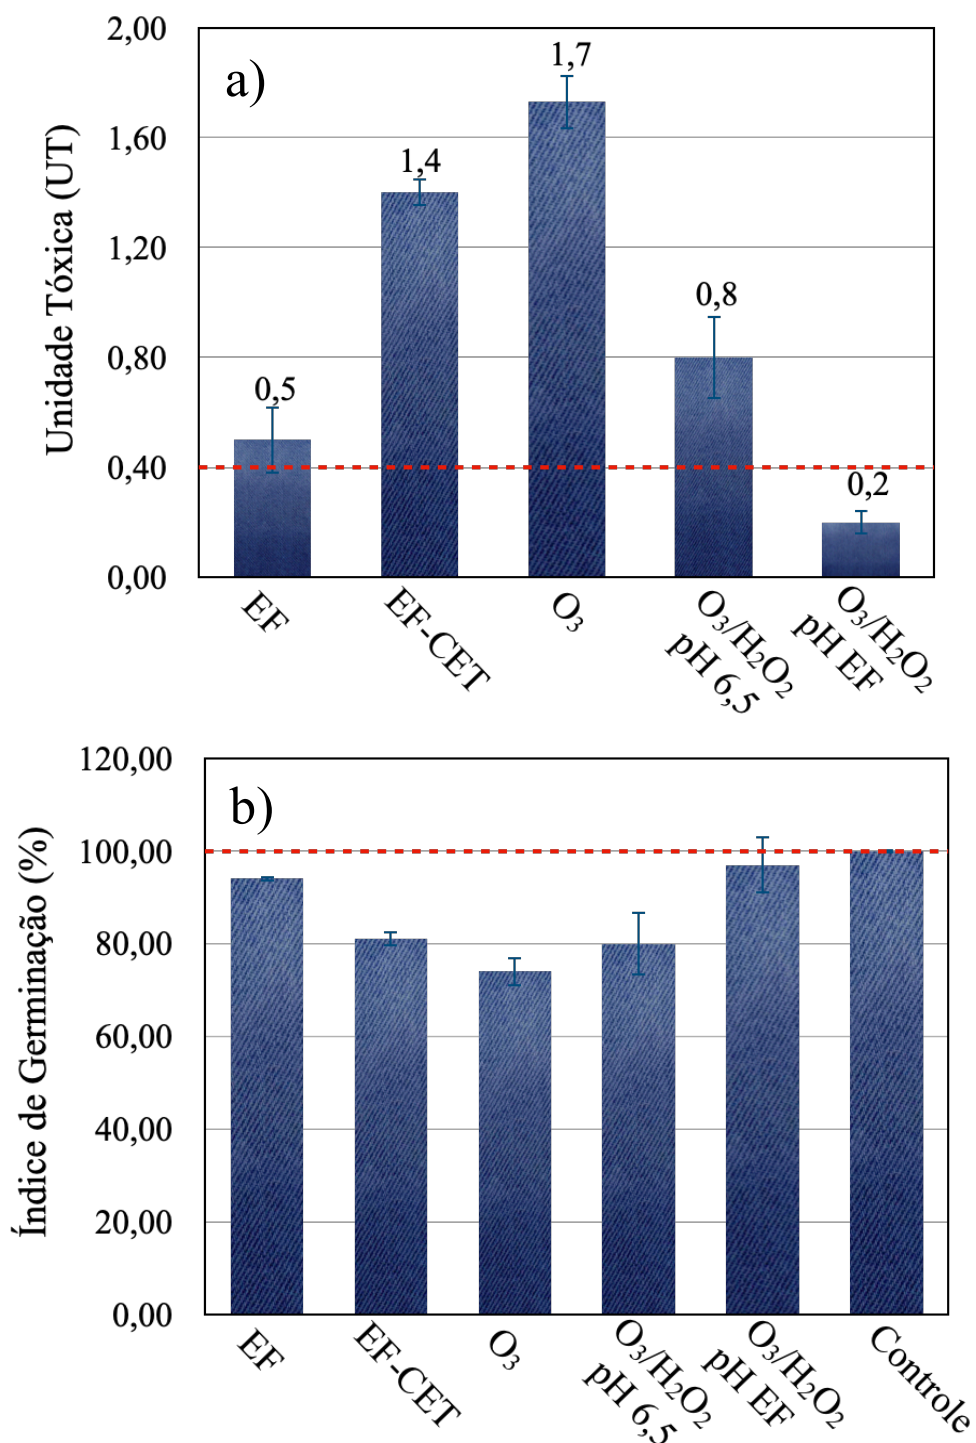 a)
Unidade Tóxica (UT)
2,00
1,60
1,20
0,80
0,40
0,00
0,5
1,4
1,7
0,8
0,2
EF
EF-CET
O₃
O₃/H₂O₂
pH 6,5
O₃/H₂O₂
pH EF
b)
Índice de Germinação (%)
120,00
100,00
80,00
60,00
40,00
20,00
0,00
EF
EF-CET
O₃
O₃/H₂O₂
pH 6,5
O₃/H₂O₂
pH EF
Controle